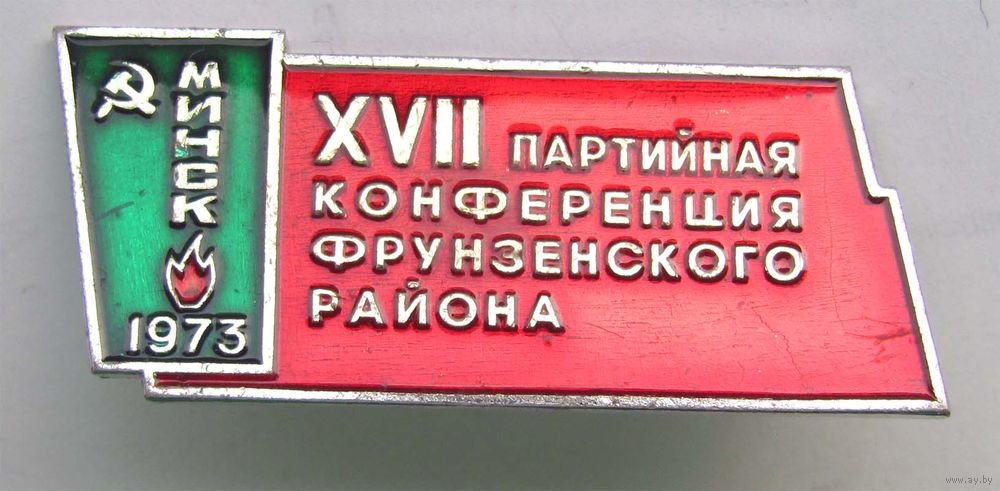 МИНСК
1973
XVII ПАРТИЙНАЯ
КОНФЕРЕНЦИЯ
ФРУНЗЕНСКОГО
РАЙОНА
www.ay.by